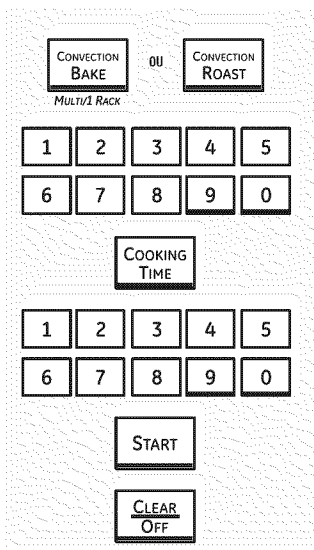 CONVECTION BAKE OU CONVECTION ROAST
MULTI/1 RACK
1 2 3 4 5
6 7 8 9 0
COOKING TIME
1 2 3 4 5
6 7 8 9 0
START
CLEAR
OFF